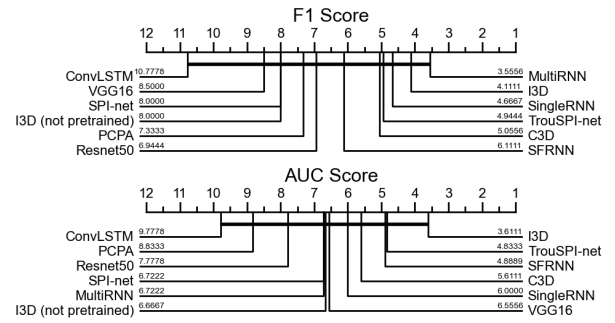 F1 Score
12 11 10 9 8 7 6 5 4 3 2 1
ConvLSTM 10.7778 3.5556 MultiRNN
VGG16 8.5000 4.1111 I3D
SPI-net 8.0000 4.6667 SingleRNN
I3D (not pretrained) 8.0000 4.9444 TrouSPI-net
PCPA 7.3333 5.0556 C3D
Resnet50 6.9444 6.1111 SFRNN
AUC Score
12 11 10 9 8 7 6 5 4 3 2 1
ConvLSTM 9.7778 3.6111 I3D
PCPA 8.8333 4.8333 TrouSPI-net
Resnet50 7.7778 4.8889 SFRNN
SPI-net 6.7222 5.6111 C3D
MultiRNN 6.7222 6.0000 SingleRNN
I3D (not pretrained) 6.6667 6.5556 VGG16